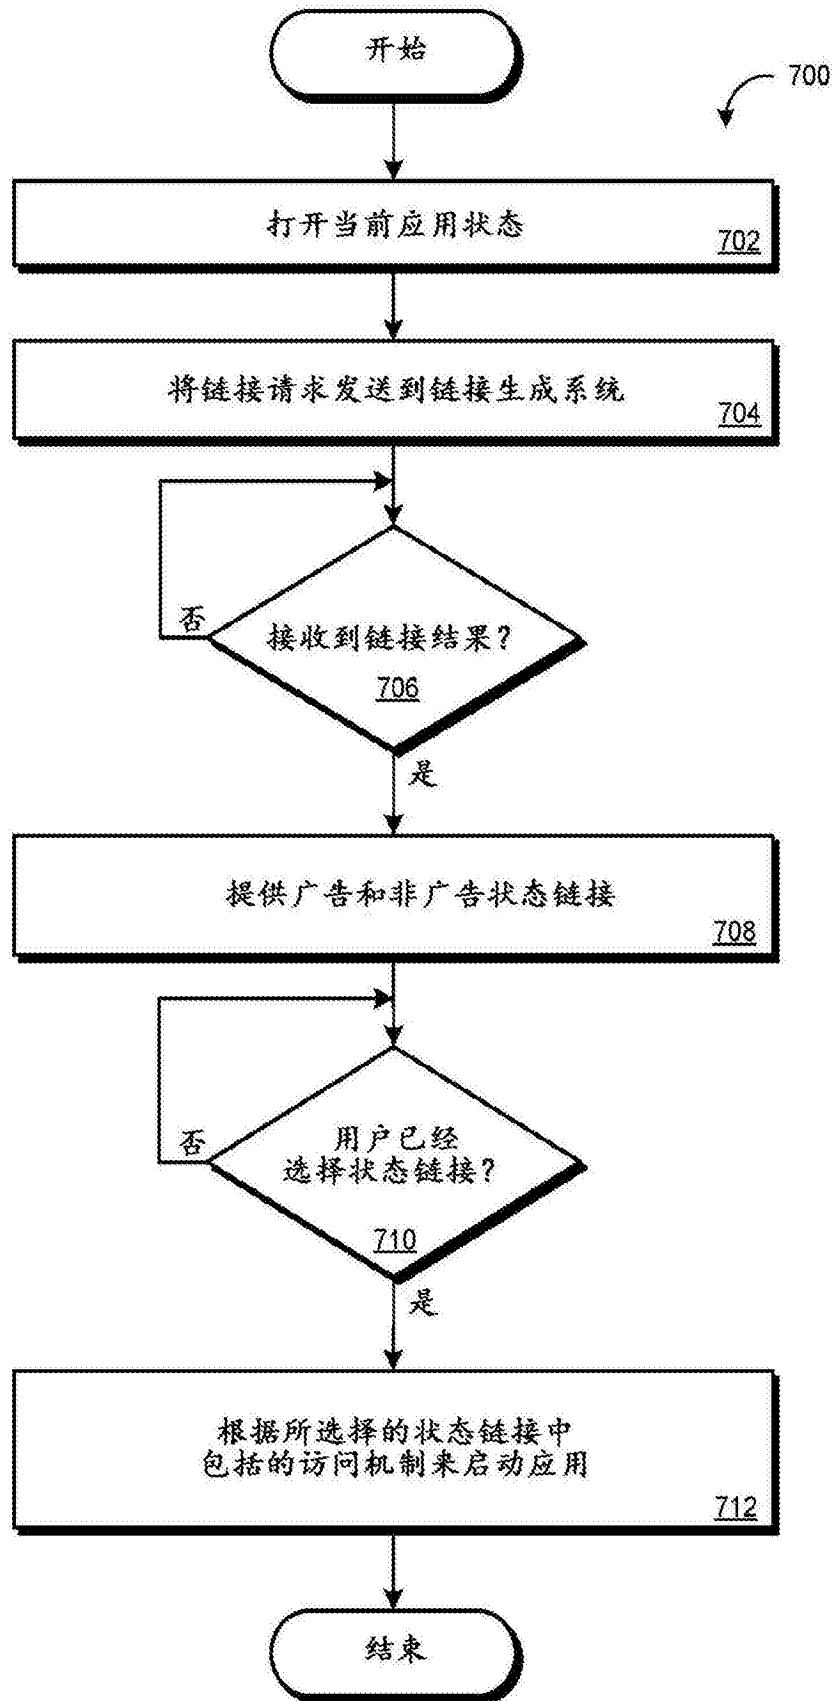 开始
700
打开当前应用状态
702
将链接请求发送到链接生成系统
704
否
接收到链接结果？
706
是
提供广告和非广告状态链接
708
否
用户已经
选择状态链接？
710
是
根据所选择的状态链接中
包括的访问机制来启动应用
712
结束